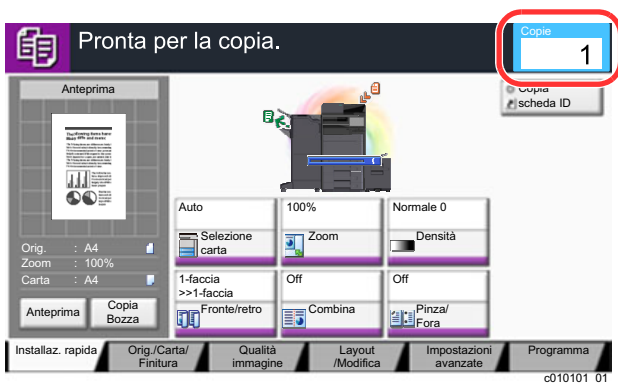 Pronta per la copia.
Copie
1
Copia
scheda ID
Anteprima
Orig. : A4
Zoom : 100%
Carta : A4
Anteprima
Copia
Bozza
Auto
Selezione
carta
100%
Zoom
Normale 0
Densità
1-faccia
>>1-faccia
Fronte/retro
Off
Combina
Off
Pinza/
Fora
Installaz. rapida
Orig./Carta/
Finitura
Qualità
immagine
Layout
/Modifica
Impostazioni
avanzate
Programma
c010101_01